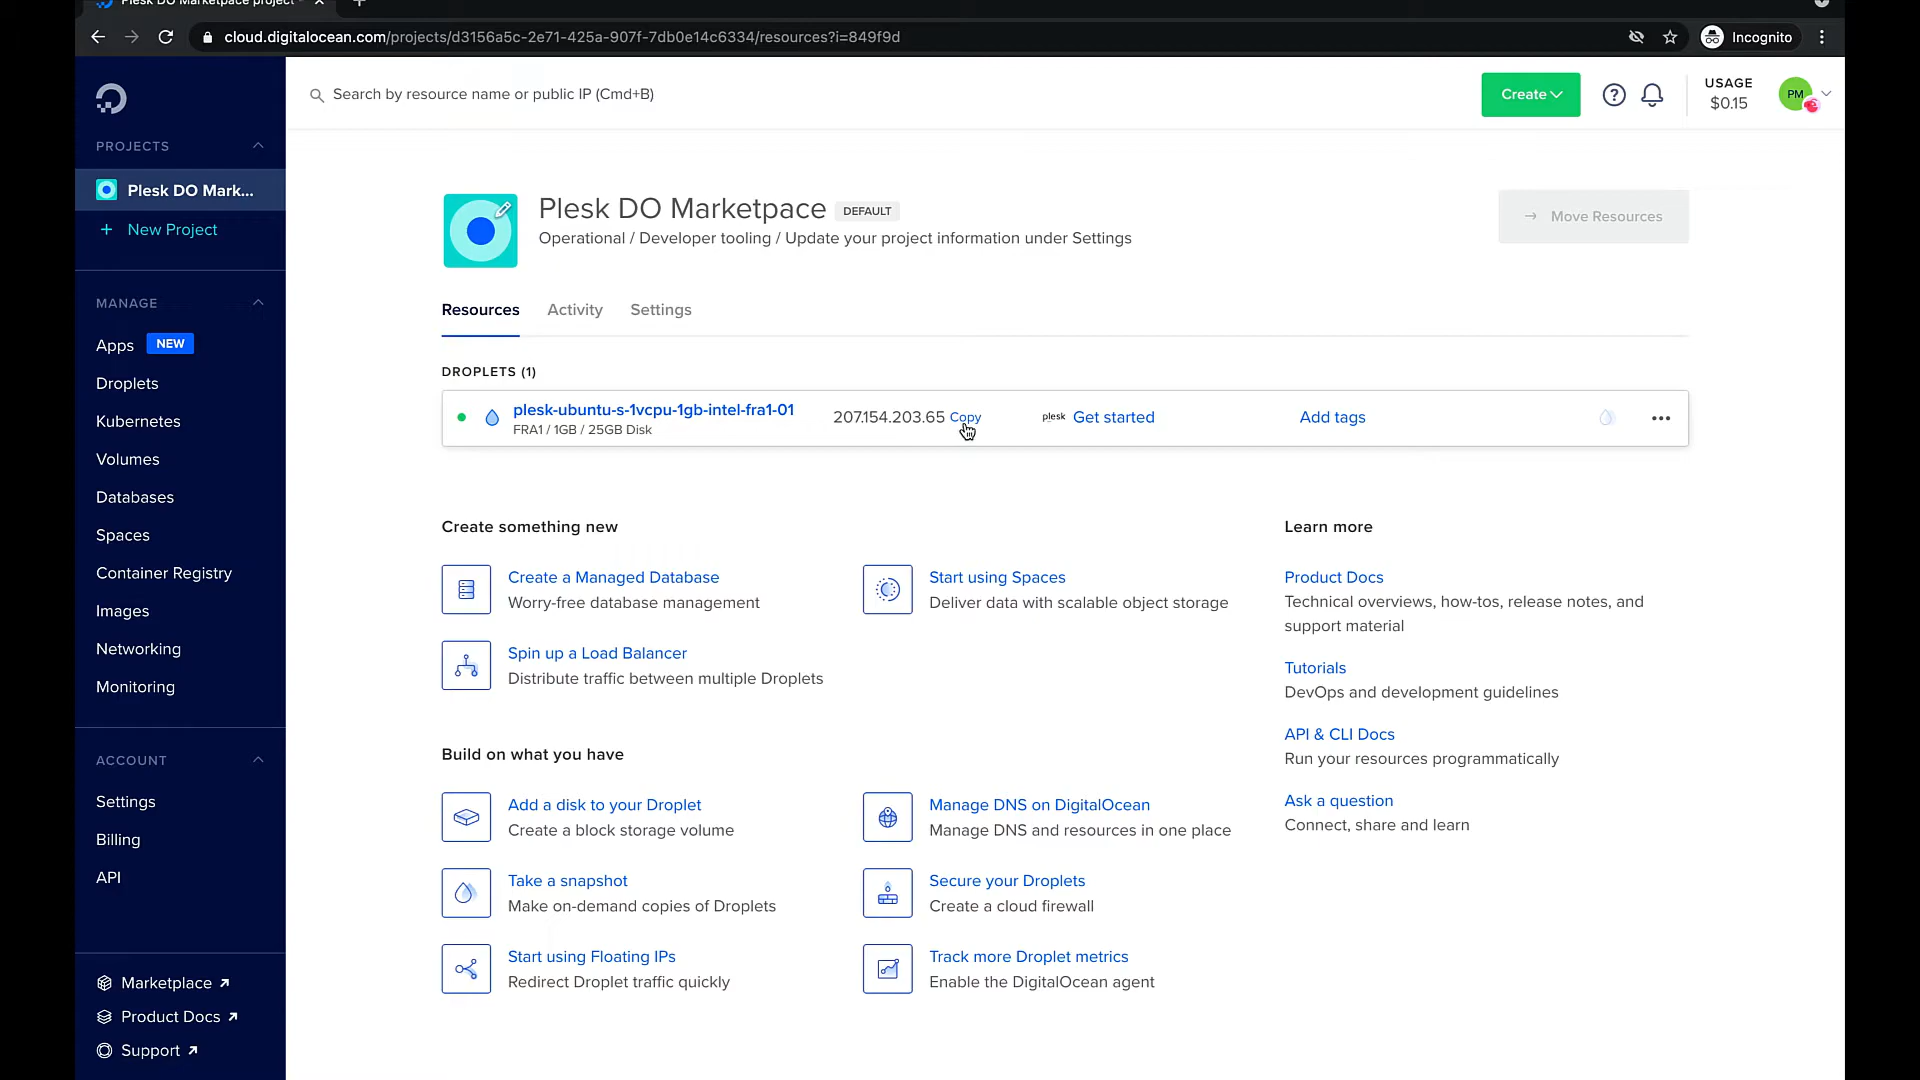 Plesk DO Marketpace project
cloud.digitalocean.com/projects/d3156a5c-2e71-425a-907f-7db0e14c6334/resources?i=849f9d
Incognito
Search by resource name or public IP (Cmd+B)
Create
?
USAGE
$0.15
PM
PROJECTS
Plesk DO Mark...
+ New Project
MANAGE
Apps NEW
Droplets
Kubernetes
Volumes
Databases
Spaces
Container Registry
Images
Networking
Monitoring
ACCOUNT
Settings
Billing
API
Marketplace
Product Docs
Support
Plesk DO Marketpace DEFAULT
Operational / Developer tooling / Update your project information under Settings
→ Move Resources
Resources Activity Settings
DROPLETS (1)
plesk-ubuntu-s-1vcpu-1gb-intel-fra1-01
FRA1 / 1GB / 25GB Disk
207.154.203.65 Copy
plesk Get started
Add tags
Create something new
Create a Managed Database
Worry-free database management
Start using Spaces
Deliver data with scalable object storage
Spin up a Load Balancer
Distribute traffic between multiple Droplets
Build on what you have
Add a disk to your Droplet
Create a block storage volume
Manage DNS on DigitalOcean
Manage DNS and resources in one place
Take a snapshot
Make on-demand copies of Droplets
Secure your Droplets
Create a cloud firewall
Start using Floating IPs
Redirect Droplet traffic quickly
Track more Droplet metrics
Enable the DigitalOcean agent
Learn more
Product Docs
Technical overviews, how-tos, release notes, and
support material
Tutorials
DevOps and development guidelines
API & CLI Docs
Run your resources programmatically
Ask a question
Connect, share and learn